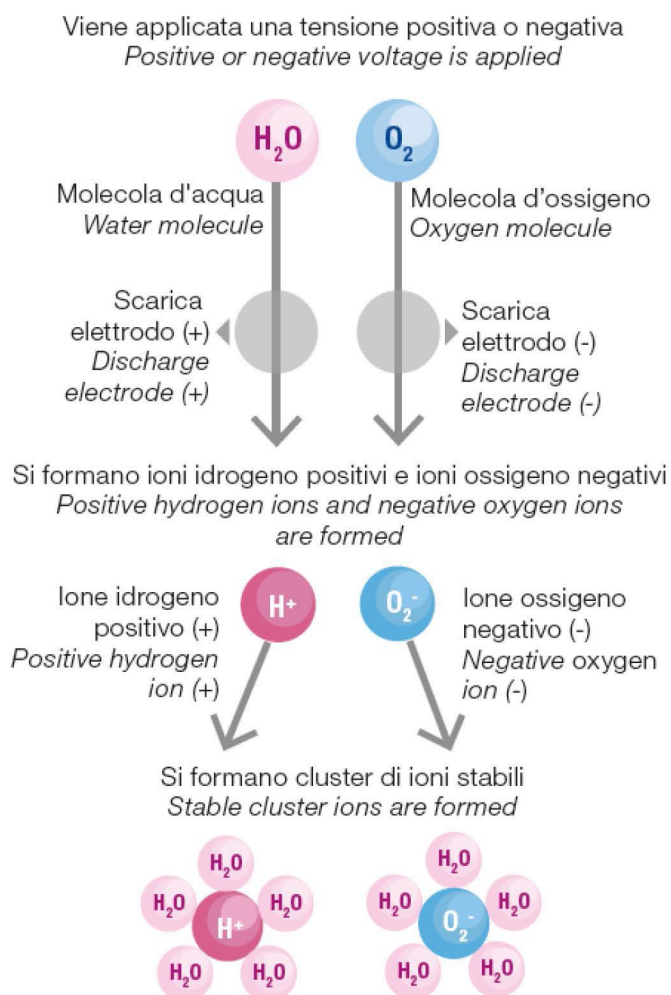 Viene applicata una tensione positiva o negativa
Positive or negative voltage is applied
H₂O
O₂
Molecola d'acqua
Water molecule
Molecola d'ossigeno
Oxygen molecule
Scarica
elettrodo (+)
Discharge
electrode (+)
Scarica
elettrodo (-)
Discharge
electrode (-)
Si formano ioni idrogeno positivi e ioni ossigeno negativi
Positive hydrogen ions and negative oxygen ions
are formed
Ione idrogeno
positivo (+)
Positive hydrogen
ion (+)
H⁺
O₂⁻
Ione ossigeno
negativo (-)
Negative oxygen
ion (-)
Si formano cluster di ioni stabili
Stable cluster ions are formed
H₂O
H₂O
H₂O
H⁺
H₂O
H₂O
H₂O
H₂O
H₂O
O₂⁻
H₂O
H₂O